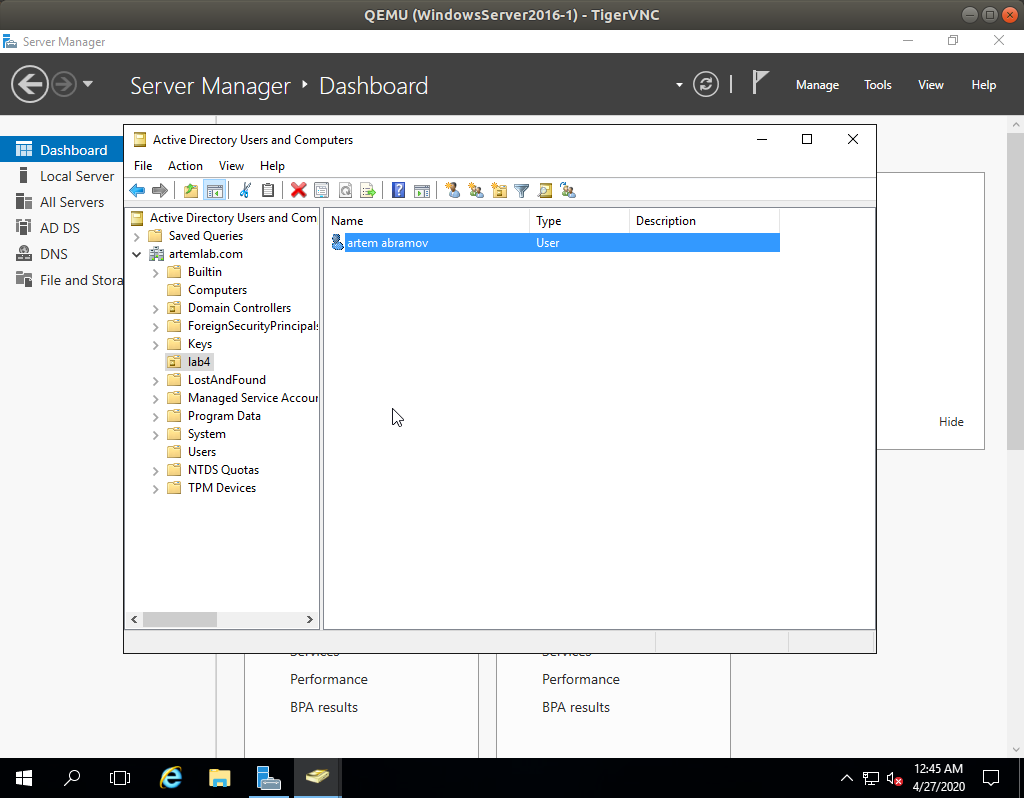 QEMU (WindowsServer2016-1) - TigerVNC
Server Manager
Server Manager ‣ Dashboard
Manage Tools View Help
Dashboard
Local Server
All Servers
AD DS
DNS
File and Stora
Active Directory Users and Computers
File Action View Help
Active Directory Users and Com
Saved Queries
artemlab.com
Builtin
Computers
Domain Controllers
ForeignSecurityPrincipals
Keys
lab4
LostAndFound
Managed Service Accour
Program Data
System
Users
NTDS Quotas
TPM Devices
Name Type Description
artem abramov User
Hide
Services Services
Performance Performance
BPA results BPA results
12:45 AM
4/27/2020